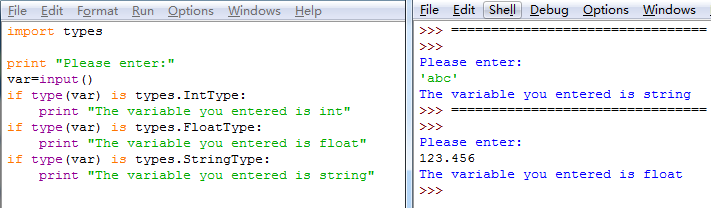 File Edit Format Run Options Windows Help
import types
print "Please enter:"
var=input()
if type(var) is types.IntType:
    print "The variable you entered is int"
if type(var) is types.FloatType:
    print "The variable you entered is float"
if type(var) is types.StringType:
    print "The variable you entered is string"
File Edit Shell Debug Options Windows
>>> ================================
>>>
Please enter:
'abc'
The variable you entered is string
>>> ================================
>>>
Please enter:
123.456
The variable you entered is float
>>>